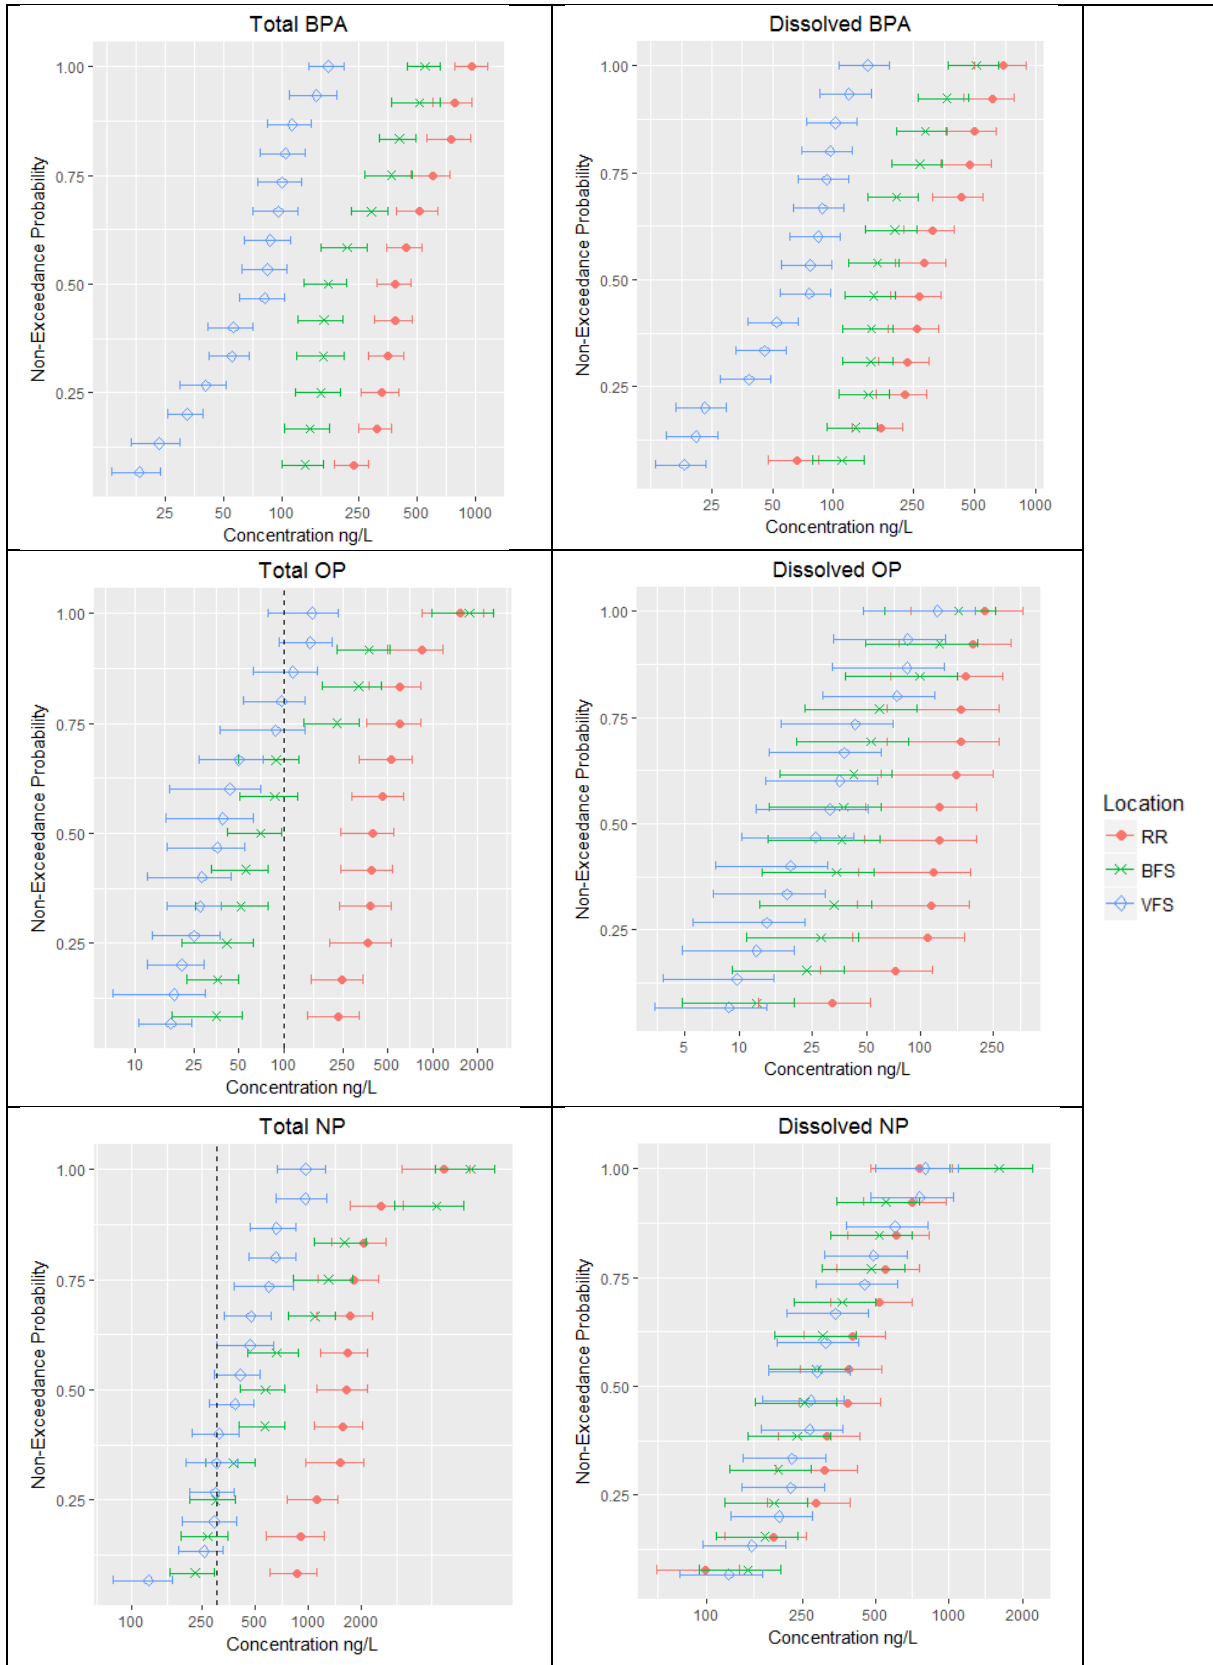 Total BPA
Non-Exceedance Probability
1.00
0.75
0.50
0.25
25 50 100 250 500 1000
Concentration ng/L
Dissolved BPA
Non-Exceedance Probability
1.00
0.75
0.50
0.25
25 50 100 250 500 1000
Concentration ng/L
Total OP
Non-Exceedance Probability
1.00
0.75
0.50
0.25
10 25 50 100 250 500 1000 2000
Concentration ng/L
Dissolved OP
Non-Exceedance Probability
1.00
0.75
0.50
0.25
5 10 25 50 100 250
Concentration ng/L
Location
RR
BFS
VFS
Total NP
Non-Exceedance Probability
1.00
0.75
0.50
0.25
100 250 500 1000
Concentration ng/L
Dissolved NP
Non-Exceedance Probability
1.00
0.75
0.50
0.25
100 250 500 1000 2000
Concentration ng/L